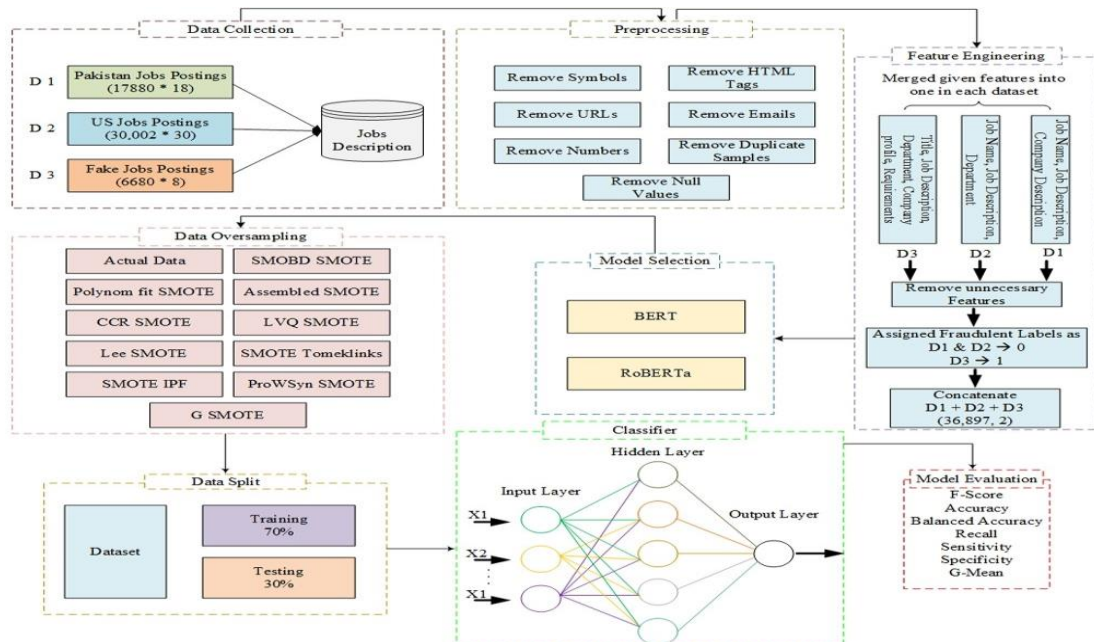 Data Collection
D 1
Pakistan Jobs Postings
(17880 * 18)
D 2
US Jobs Postings
(30,002 * 30)
D 3
Fake Jobs Postings
(6680 * 8)
Jobs
Description
Preprocessing
Remove Symbols
Remove HTML
Tags
Remove URLs
Remove Emails
Remove Numbers
Remove Duplicate
Samples
Remove Null
Values
Feature Engineering
Merged given features into
one in each dataset
Title, Job Description,
Department, Company
profile, Requirements
Job Name, Job Description,
Department
Job Name, Job Description,
Company Description
D3
D2
D1
Remove unnecessary
Features
Assigned Fraudulent Labels as
D1 & D2 → 0
D3 → 1
Concatenate
D1 + D2 + D3
(36,897, 2)
Model Selection
BERT
RoBERTa
Data Oversampling
Actual Data
SMOBD SMOTE
Polynom fit SMOTE
Assembled SMOTE
CCR SMOTE
LVQ SMOTE
Lee SMOTE
SMOTE Tomeklinks
SMOTE IPF
ProWSyn SMOTE
G SMOTE
Data Split
Dataset
Training
70%
Testing
30%
Classifier
Hidden Layer
Input Layer
Output Layer
X1
X2
X1
Model Evaluation
F-Score
Accuracy
Balanced Accuracy
Recall
Sensitivity
Specificity
G-Mean